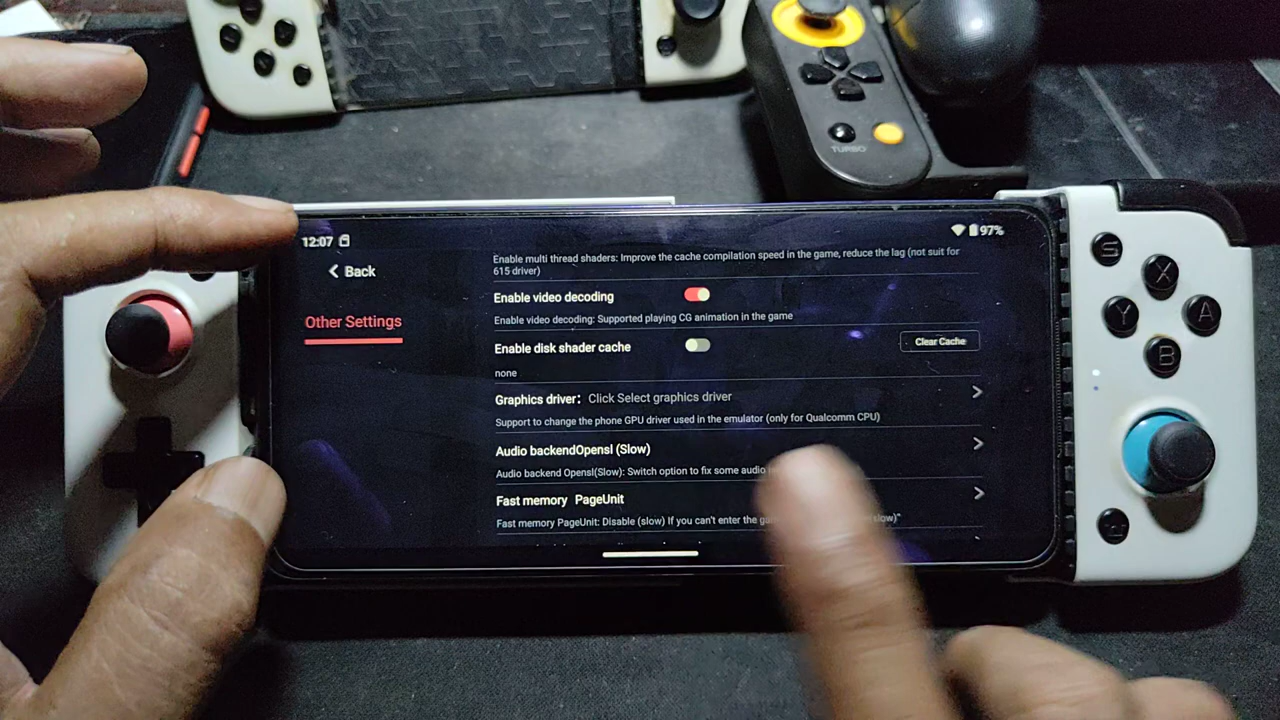 TURBO
12:07
97%
Back
Other Settings
Enable multi thread shaders: Improve the cache compilation speed in the game, reduce the lag (not suit for
615 driver)
Enable video decoding
Enable video decoding: Supported playing CG animation in the game
Enable disk shader cache
Clear Cache
none
Graphics driver: Click Select graphics driver
Support to change the phone GPU driver used in the emulator (only for Qualcomm CPU)
Audio backendOpensl (Slow)
Audio backend Opensl(Slow): Switch option to fix some audio
Fast memory PageUnit
Fast memory PageUnit: Disable (slow) If you can't enter the slow)"
S
X
Y
A
B